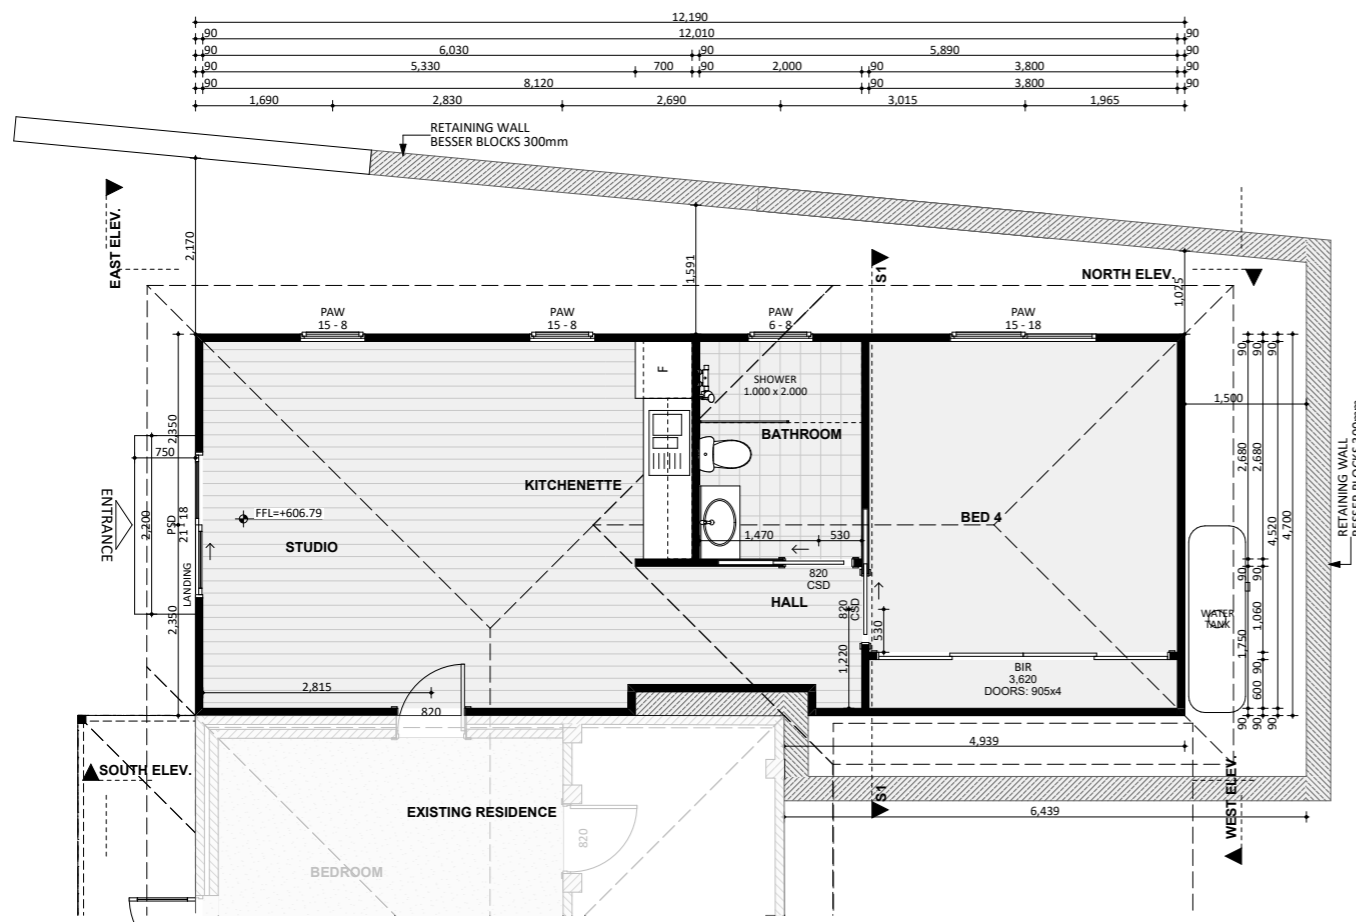 12,190
90 12,010 90
90 6,030 90 5,890 90
90 5,330 700 90 2,000 90 3,800 90
90 8,120 90 3,800 90
1,690 2,830 2,690 3,015 1,965
RETAINING WALL
BESSER BLOCKS 300mm
EAST ELEV.
2,170
1,591
S1
NORTH ELEV.
1,025
PAW
15 - 8
PAW
15 - 8
PAW
6 - 8
PAW
15 - 18
90
90
90
F
SHOWER
1.000 x 2.000
1,500
BATHROOM
2,350
750
2,680
2,680
RETAINING WALL
BESSER BLOCKS 300mm
KITCHENETTE
ENTRANCE
2,200
PSD
21 - 18
FFL=+606.79
STUDIO
BED 4
4,520
4,700
1,470
530
LANDING
820
CSD
90
90
HALL
820
CSD
530
WATER
TANK
1,060
1,750
2,350
1,220
BIR
3,620
DOORS: 905x4
90
600
2,815
820
90
90
90
4,939
SOUTH ELEV.
WEST ELEV.
EXISTING RESIDENCE
S1
6,439
820
BEDROOM